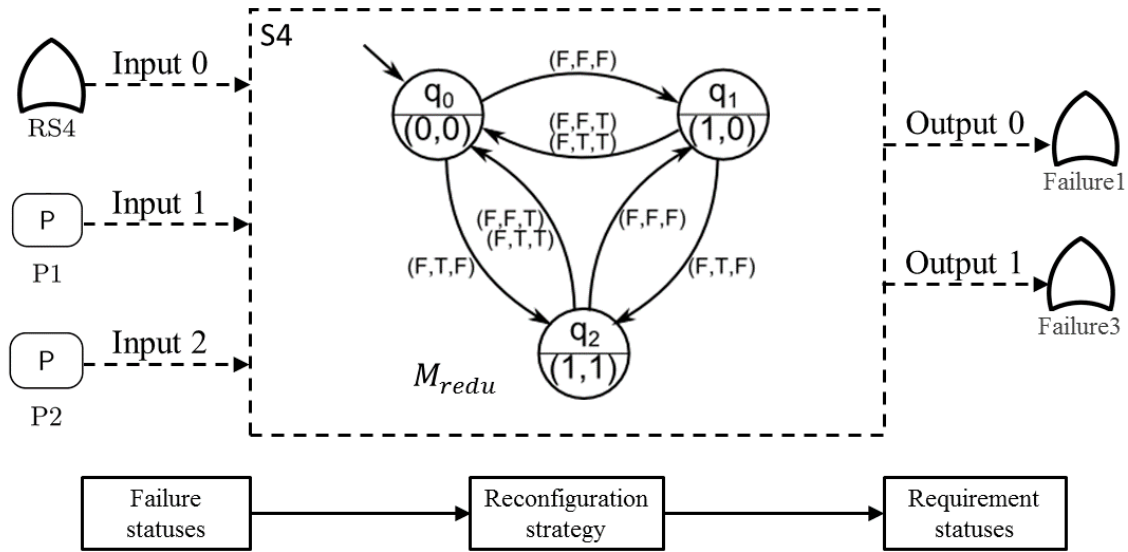 S4
RS4
Input 0
P
P1
Input 1
P
P2
Input 2
q0
(0,0)
(F,F,F)
q1
(1,0)
(F,F,T)
(F,T,T)
(F,F,T)
(F,T,T)
(F,F,F)
(F,T,F)
(F,T,F)
q2
(1,1)
Mredu
Output 0
Failure1
Output 1
Failure3
Failure
statuses
Reconfiguration
strategy
Requirement
statuses